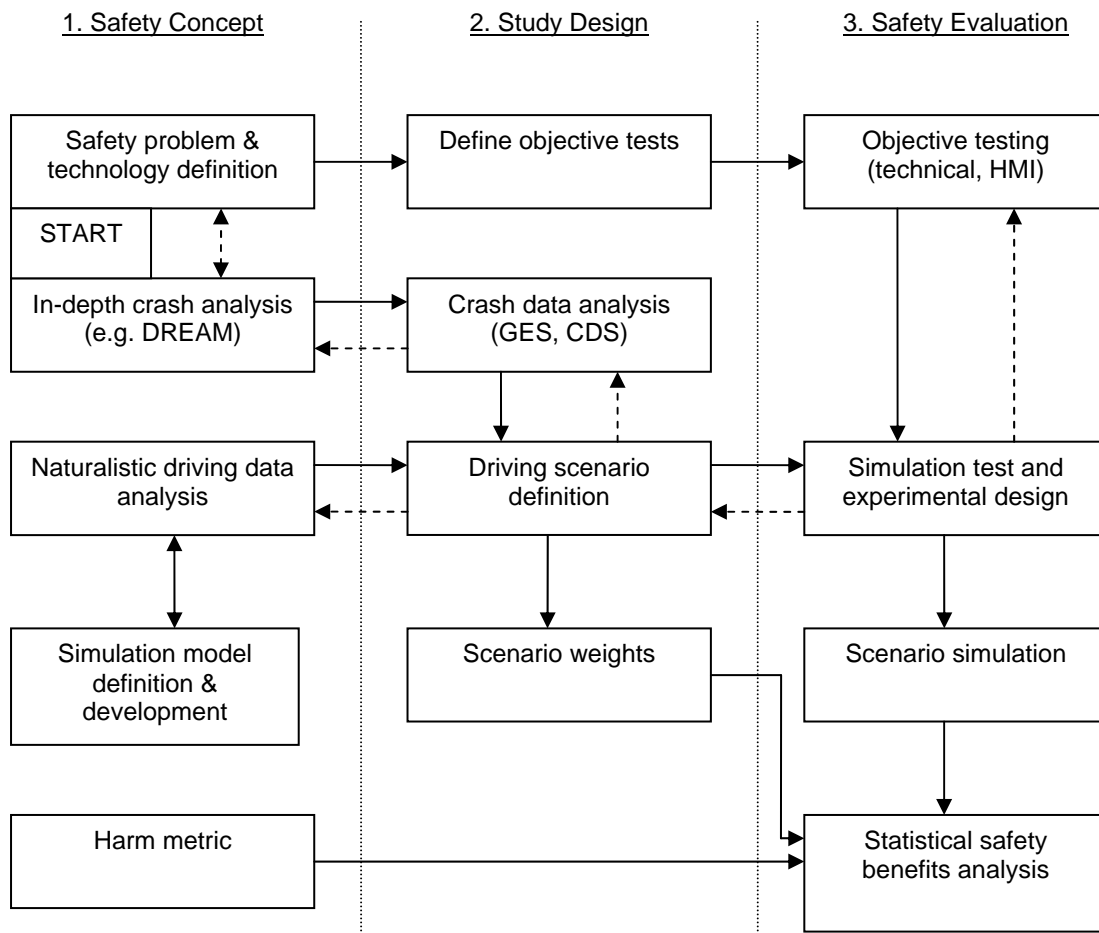 1. Safety Concept
2. Study Design
3. Safety Evaluation
Safety problem &
technology definition
Define objective tests
Objective testing
(technical, HMI)
START
In-depth crash analysis
(e.g. DREAM)
Crash data analysis
(GES, CDS)
Naturalistic driving data
analysis
Driving scenario
definition
Simulation test and
experimental design
Simulation model
definition &
development
Scenario weights
Scenario simulation
Harm metric
Statistical safety
benefits analysis